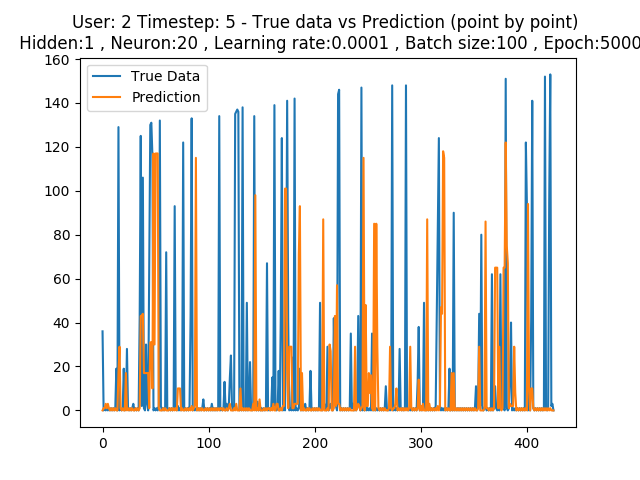 User: 2 Timestep: 5 - True data vs Prediction (point by point)
Hidden:1 , Neuron:20 , Learning rate:0.0001 , Batch size:100 , Epoch:5000
True Data
Prediction
160
140
120
100
80
60
40
20
0
0 100 200 300 400